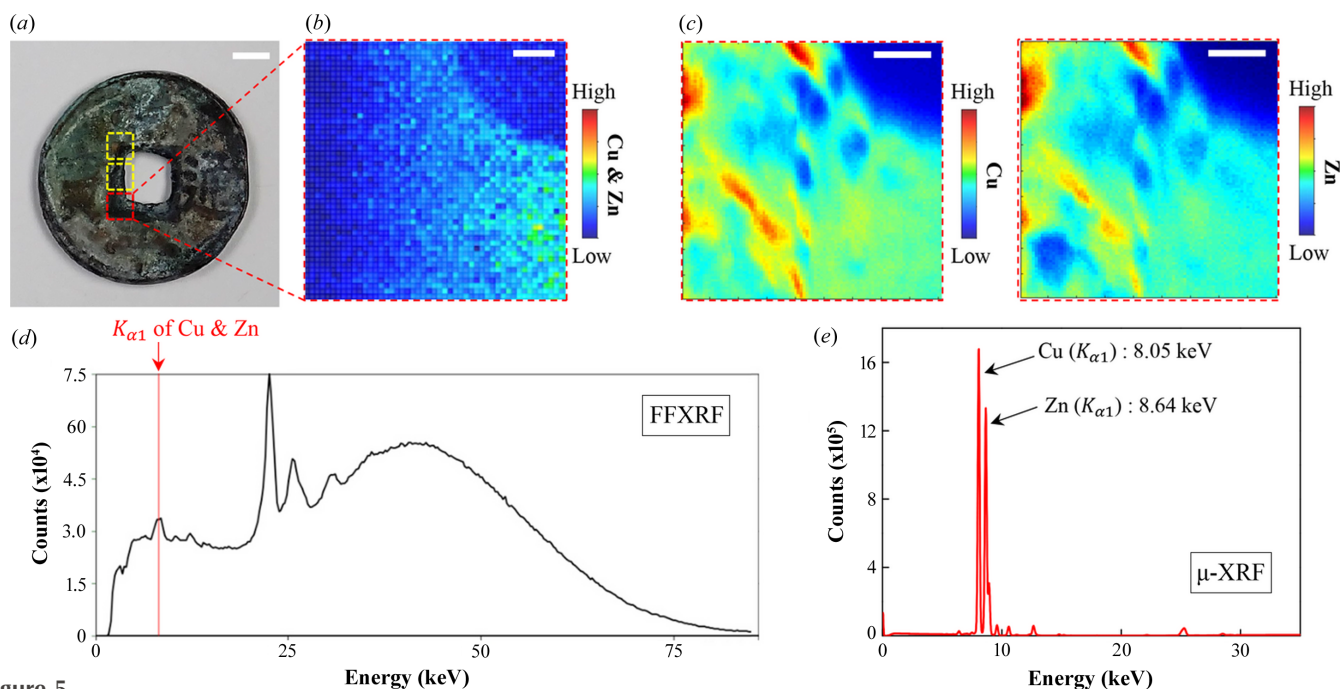 (a)
(b)
(c)
High
Cu & Zn
Low
High
Cu
Low
High
Zn
Low
Kα1 of Cu & Zn
(d)
7.5
60
4.5
3.0
1.5
0
Counts (x10⁴)
FFXRF
0
25
50
75
Energy (keV)
(e)
16
12
8
4
0
Counts (x10⁵)
Cu (Kα1) : 8.05 keV
Zn (Kα1) : 8.64 keV
μ-XRF
0
10
20
30
Energy (keV)